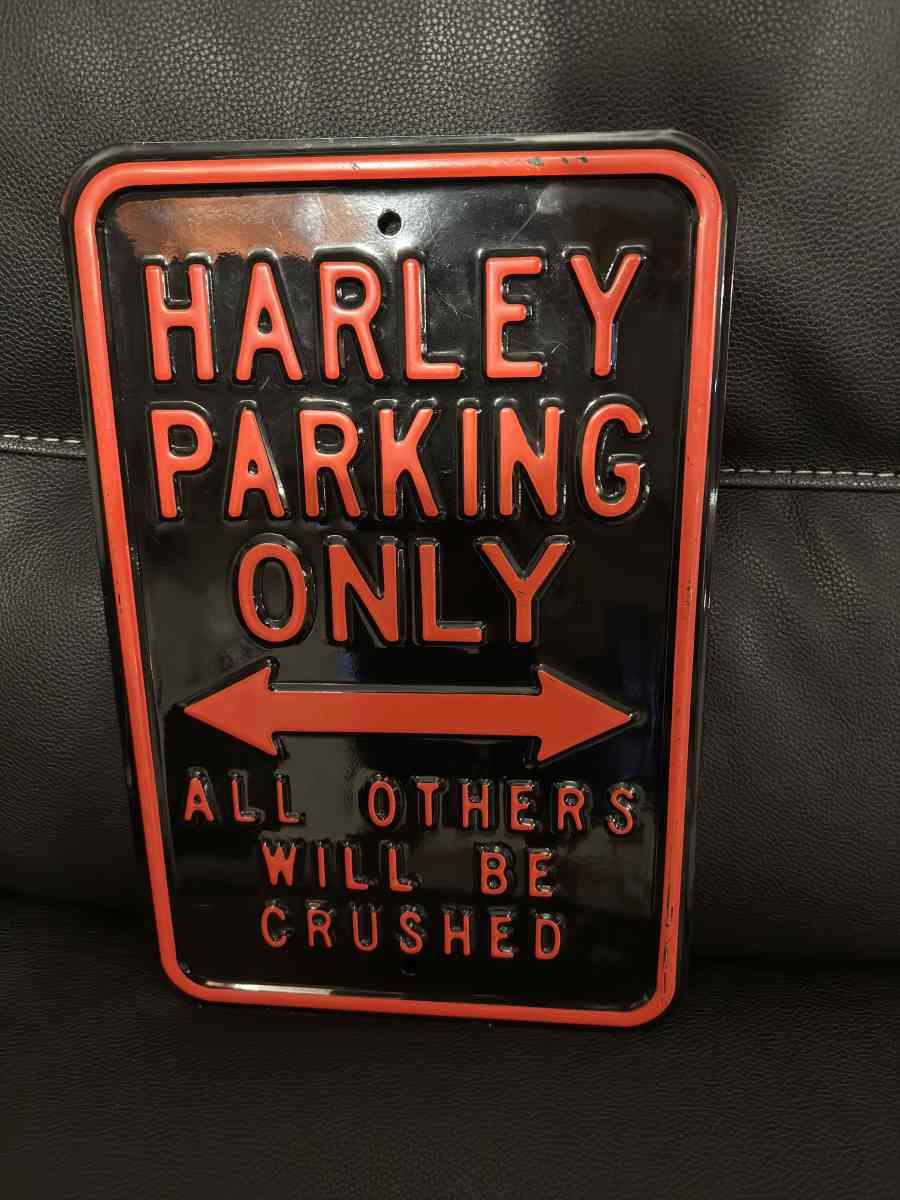 HARLEY
PARKING
ONLY
ALL OTHERS
WILL BE
CRUSHED